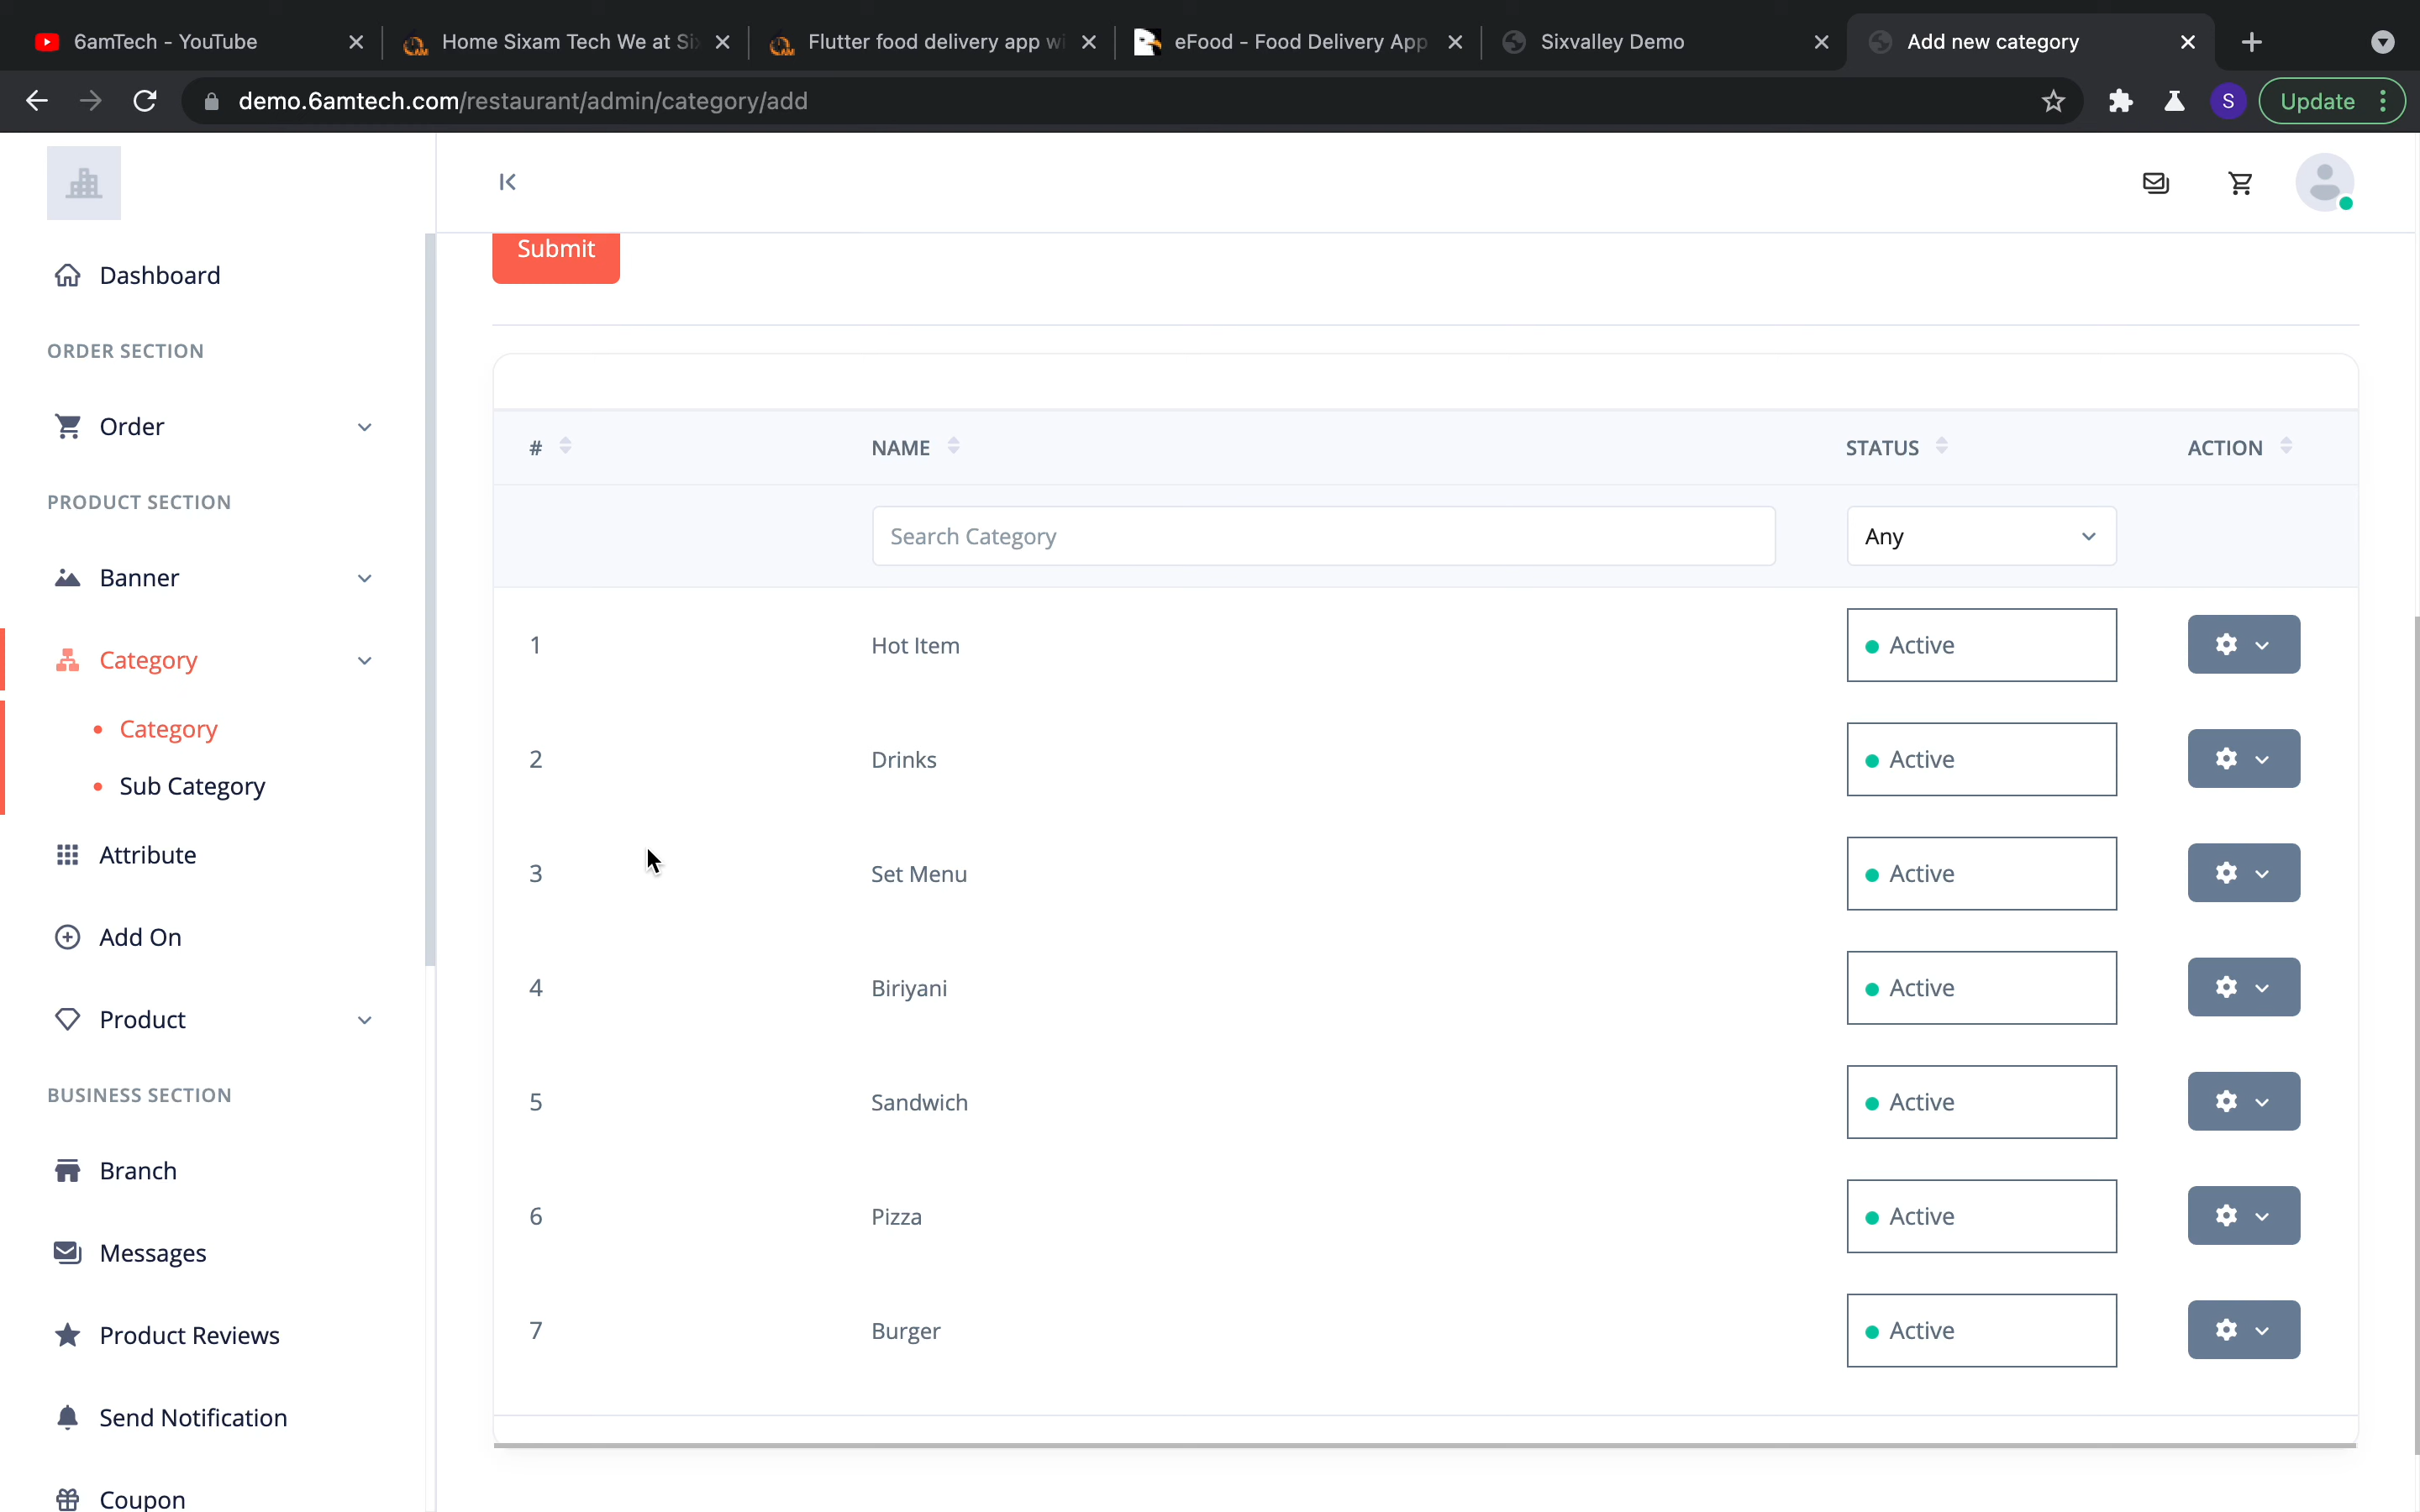 6amTech - YouTube
Home Sixam Tech We at Si
Flutter food delivery app wi
eFood - Food Delivery App
Sixvalley Demo
Add new category
demo.6amtech.com/restaurant/admin/category/add
S
Update
Dashboard
ORDER SECTION
Order
PRODUCT SECTION
Banner
Category
Category
Sub Category
Attribute
Add On
Product
BUSINESS SECTION
Branch
Messages
Product Reviews
Send Notification
Coupon
Submit
# NAME STATUS ACTION
Search Category Any
1 Hot Item Active
2 Drinks Active
3 Set Menu Active
4 Biriyani Active
5 Sandwich Active
6 Pizza Active
7 Burger Active